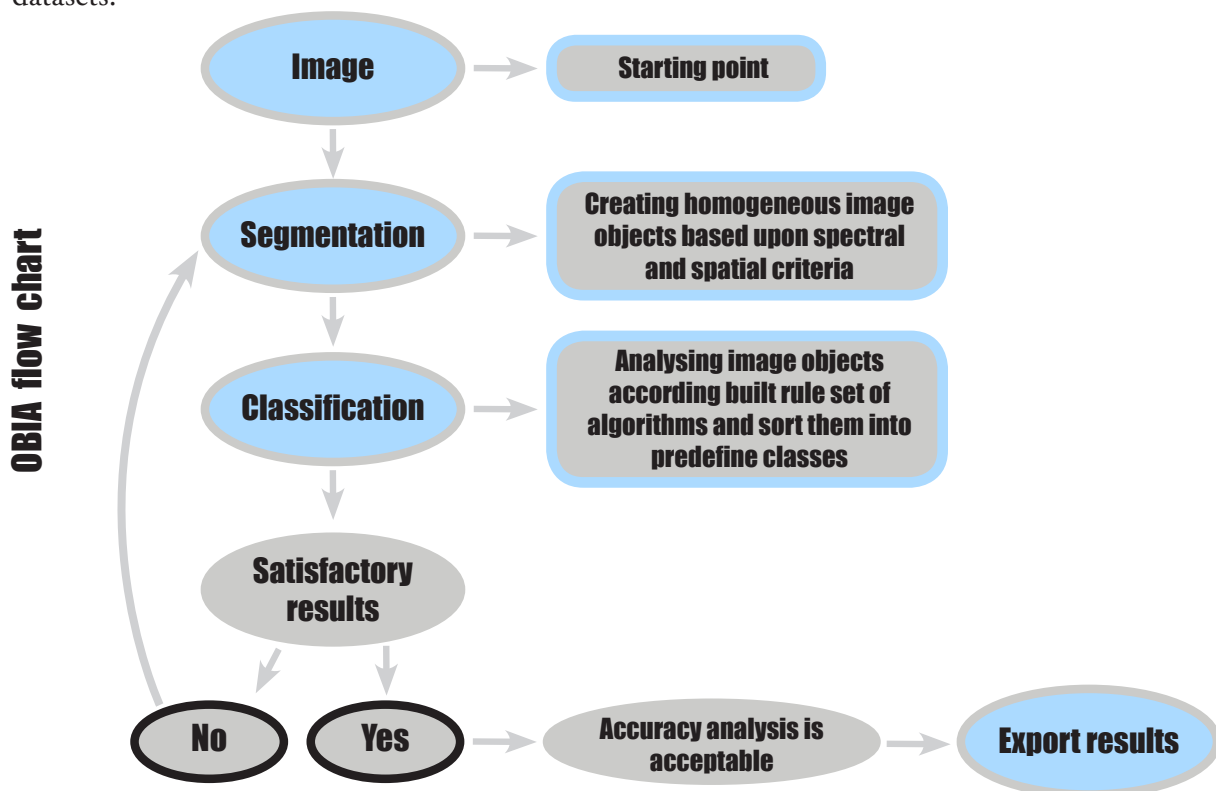 datasets.
OBIA flow chart
Image
Starting point
Segmentation
Creating homogeneous image
objects based upon spectral
and spatial criteria
Classification
Analysing image objects
according built rule set of
algorithms and sort them into
predefine classes
Satisfactory
results
No
Yes
Accuracy analysis is
acceptable
Export results